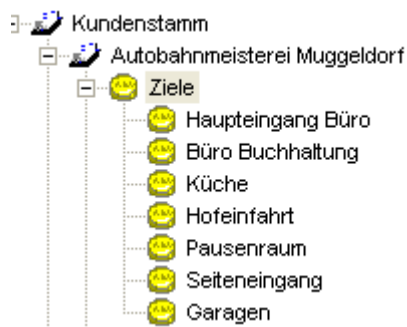 Kundenstamm
Autobahnmeisterei Muggeldorf
Ziele
Haupteingang Büro
Büro Buchhaltung
Küche
Hofeinfahrt
Pausenraum
Seiteneingang
Garagen